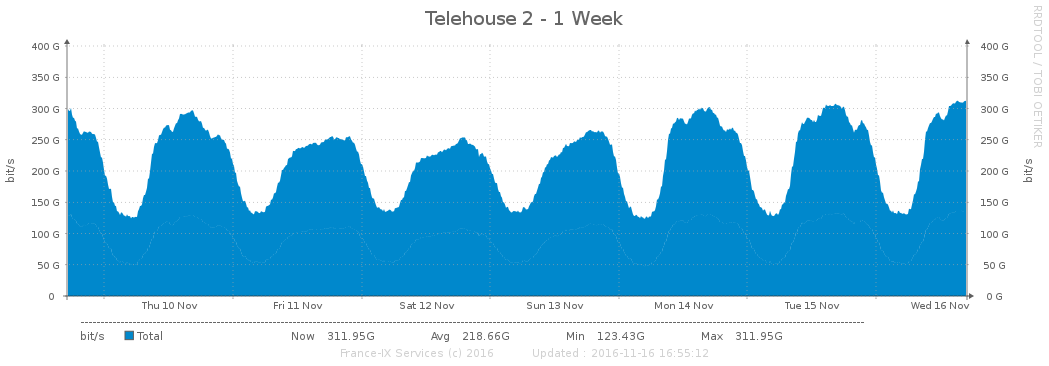 Telehouse 2 - 1 Week
RRDTOOL / TOBI OETIKER
400 G 400 G
350 G 350 G
300 G 300 G
250 G 250 G
200 G 200 G
150 G 150 G
100 G 100 G
50 G 50 G
0 0 G
bit/s bit/s
Thu 10 Nov Fri 11 Nov Sat 12 Nov Sun 13 Nov Mon 14 Nov Tue 15 Nov Wed 16 Nov
bit/s Total Now 311.95G Avg 218.66G Min 123.43G Max 311.95G
France-IX Services (c) 2016 Updated : 2016-11-16 16:55:12